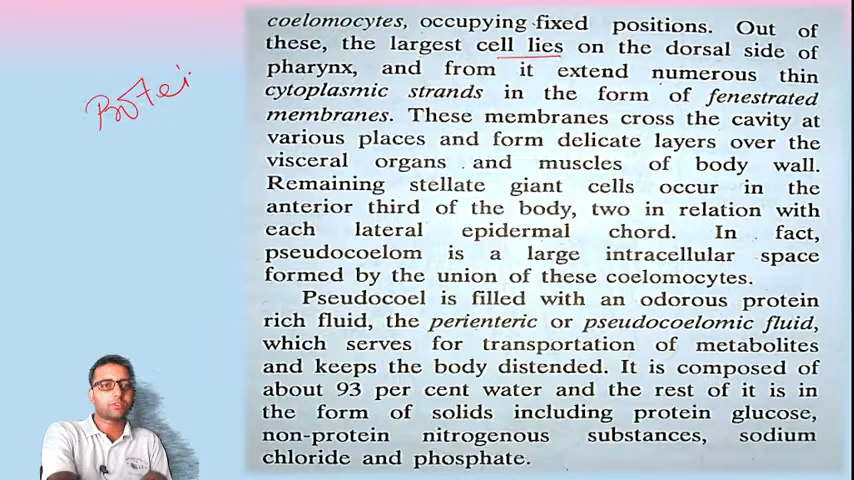 coelomocytes, occupying fixed positions. Out of
these, the largest cell lies on the dorsal side of
pharynx, and from it extend numerous thin
cytoplasmic strands in the form of fenestrated
membranes. These membranes cross the cavity at
various places and form delicate layers over the
visceral organs and muscles of body wall.
Remaining stellate giant cells occur in the
anterior third of the body, two in relation with
each lateral epidermal chord. In fact,
pseudocoelom is a large intracellular space
formed by the union of these coelomocytes.
Pseudocoel is filled with an odorous protein
rich fluid, the perienteric or pseudocoelomic fluid,
which serves for transportation of metabolites
and keeps the body distended. It is composed of
about 93 per cent water and the rest of it is in
the form of solids including protein glucose,
non-protein nitrogenous substances, sodium
chloride and phosphate.